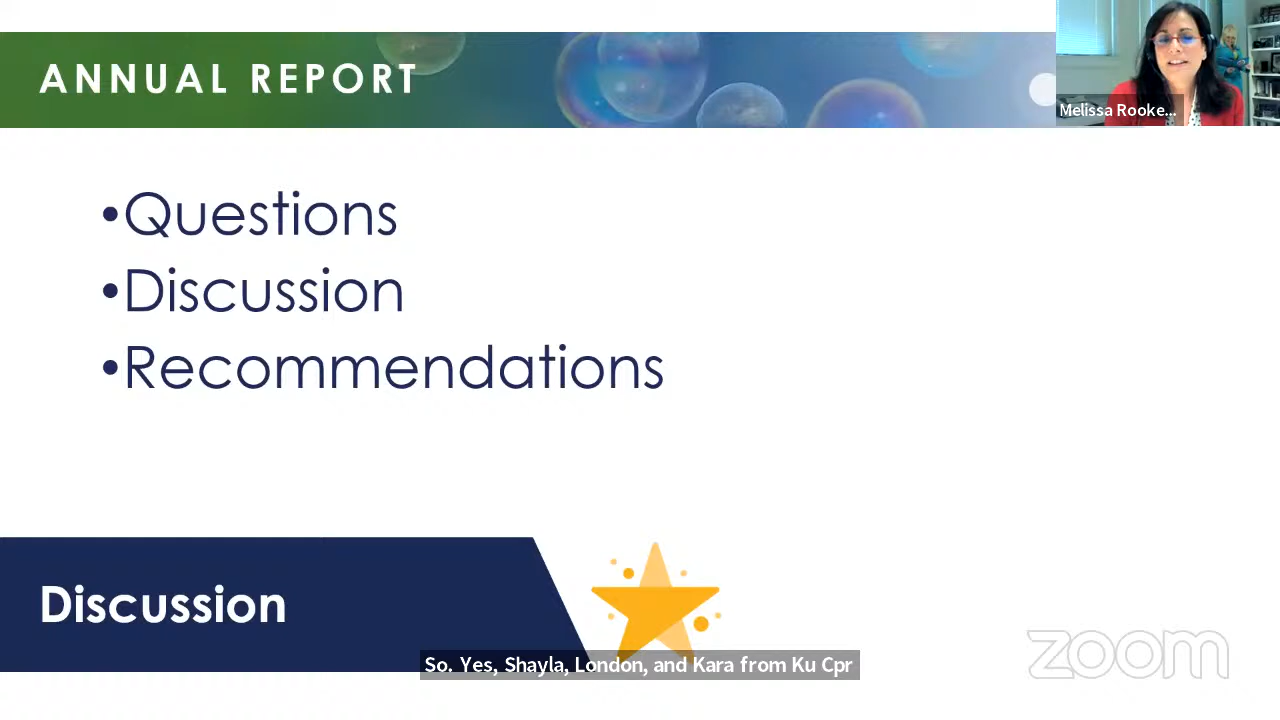 ANNUAL REPORT
Melissa Rooke...
•Questions
•Discussion
•Recommendations
Discussion
So. Yes, Shayla, London, and Kara from Ku Cpr
zoom